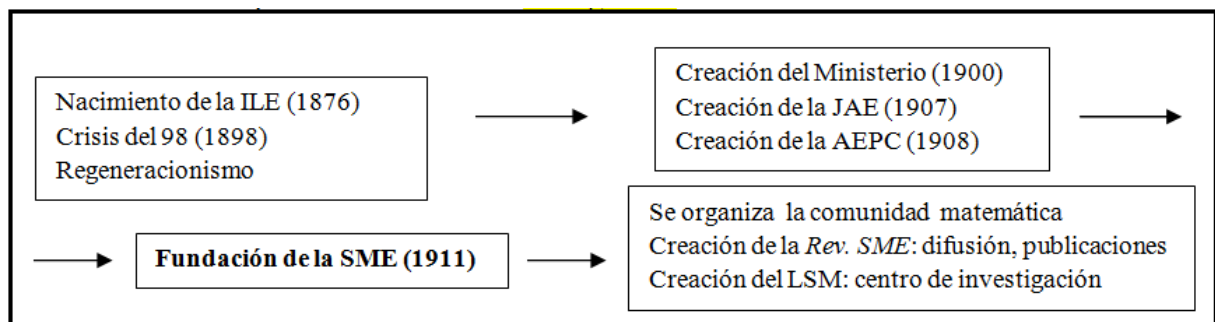 Nacimiento de la ILE (1876)
Crisis del 98 (1898)
Regeneracionismo
Creación del Ministerio (1900)
Creación de la JAE (1907)
Creación de la AEPC (1908)
Fundación de la SME (1911)
Se organiza la comunidad matemática
Creación de la Rev. SME: difusión, publicaciones
Creación del LSM: centro de investigación